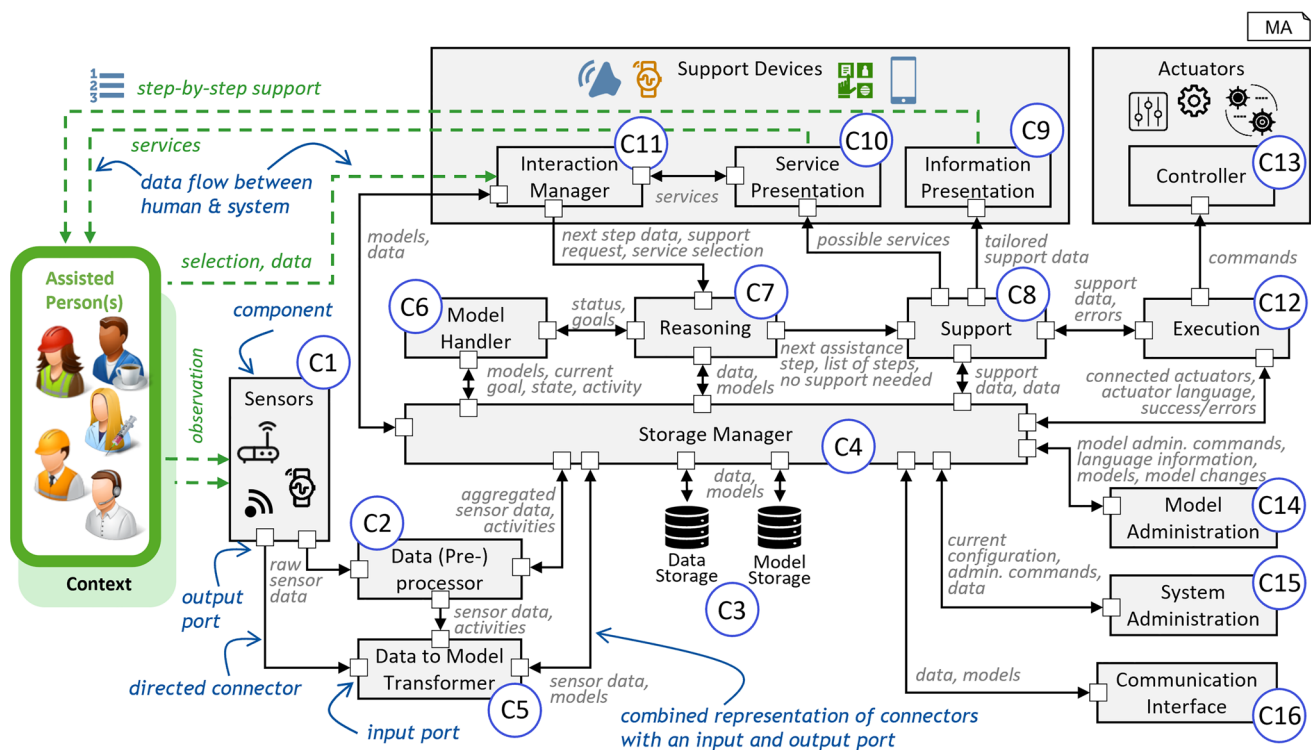 MA
Support Devices
Actuators
1
2
3
step-by-step support
services
data flow between
human & system
C11
Interaction
Manager
services
C10
Service
Presentation
C9
Information
Presentation
C13
Controller
models,
data
next step data, support
request, service selection
possible services
tailored
support data
commands
selection, data
Assisted
Person(s)
component
C6
Model
Handler
status,
goals
C7
Reasoning
C8
Support
support
data,
errors
C12
Execution
next assistance
step, list of steps,
no support needed
observation
C1
Sensors
models, current
goal, state, activity
data,
models
support
data, data
connected actuators,
actuator language,
success/errors
Storage Manager
C4
model admin. commands,
language information,
models, model changes
C14
Model
Administration
aggregated
sensor data,
activities
data,
models
Data
Storage
Model
Storage
C3
C2
Data (Pre-)
processor
raw
sensor
data
Context
output
port
current
configuration,
admin. commands,
data
C15
System
Administration
sensor data,
activities
Data to Model
Transformer
C5
sensor data,
models
directed connector
input port
combined representation of connectors
with an input and output port
data, models
Communication
Interface
C16